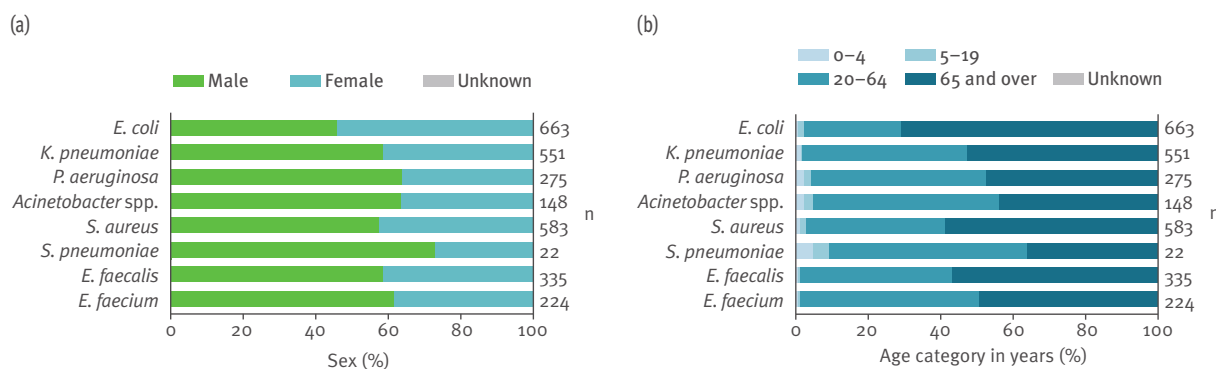 (a)
Male Female Unknown
E. coli 663
K. pneumoniae 551
P. aeruginosa 275
Acinetobacter spp. 148
S. aureus 583
S. pneumoniae 22
E. faecalis 335
E. faecium 224
n
0 20 40 60 80 100
Sex (%)
(b)
0–4 5–19
20–64 65 and over Unknown
E. coli 663
K. pneumoniae 551
P. aeruginosa 275
Acinetobacter spp. 148
S. aureus 583
S. pneumoniae 22
E. faecalis 335
E. faecium 224
n
0 20 40 60 80 100
Age category in years (%)